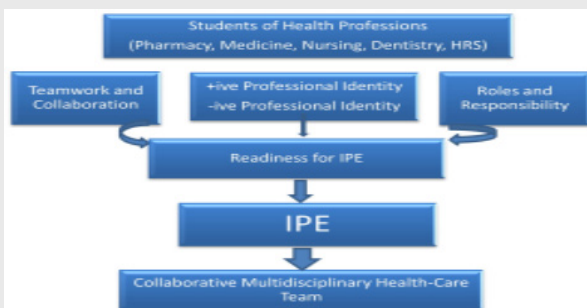 Students of Health Professions
(Pharmacy, Medicine, Nursing, Dentistry, HRS)
Teamwork and
Collaboration
+ive Professional Identity
-ive Professional Identity
Roles and
Responsibility
Readiness for IPE
IPE
Collaborative Multidisciplinary Health-Care
Team